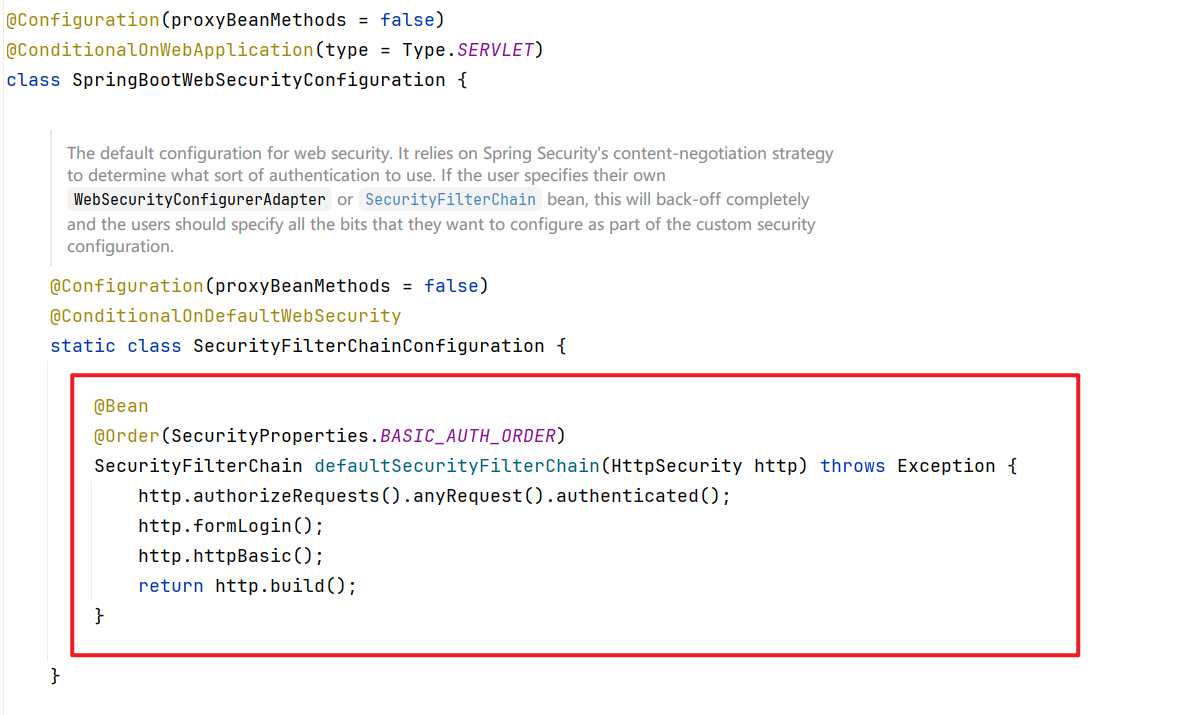 @Configuration(proxyBeanMethods = false)
@ConditionalOnWebApplication(type = Type.SERVLET)
class SpringBootWebSecurityConfiguration {
The default configuration for web security. It relies on Spring Security's content-negotiation strategy
to determine what sort of authentication to use. If the user specifies their own
WebSecurityConfigurerAdapter or SecurityFilterChain bean, this will back-off completely
and the users should specify all the bits that they want to configure as part of the custom security
configuration.
@Configuration(proxyBeanMethods = false)
@ConditionalOnDefaultWebSecurity
static class SecurityFilterChainConfiguration {
@Bean
@Order(SecurityProperties.BASIC_AUTH_ORDER)
SecurityFilterChain defaultSecurityFilterChain(HttpSecurity http) throws Exception {
http.authorizeRequests().anyRequest().authenticated();
http.formLogin();
http.httpBasic();
return http.build();
}
}